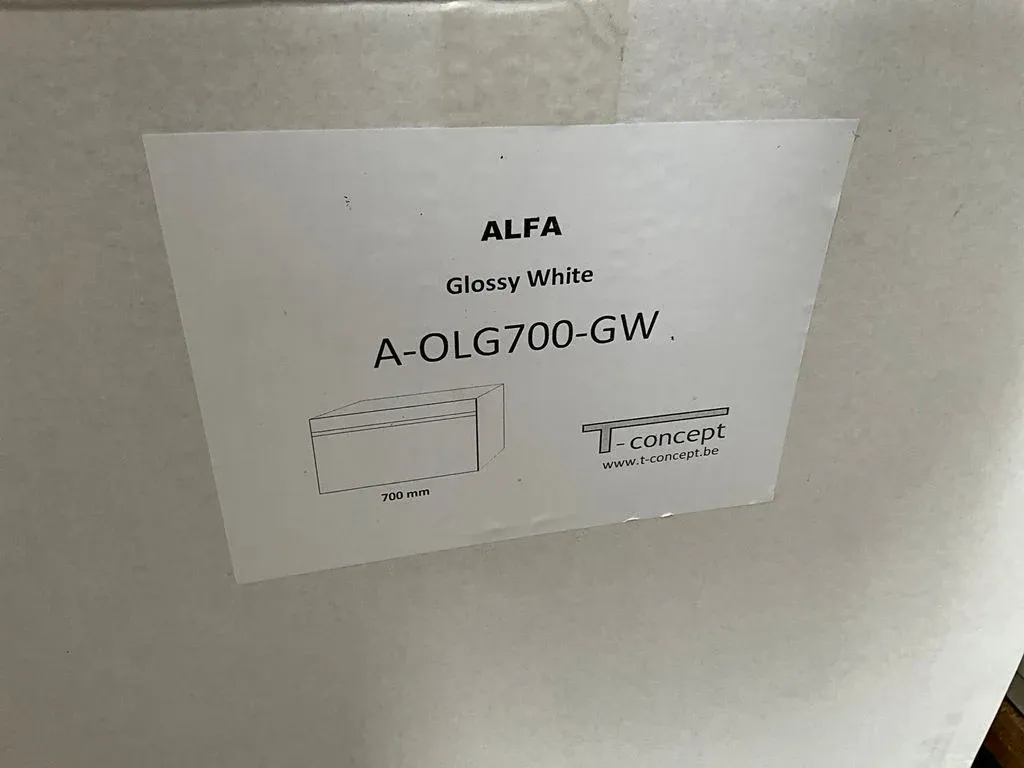 ALFA
Glossy White
A-OLG700-GW
700 mm
T-concept
www.t-concept.be